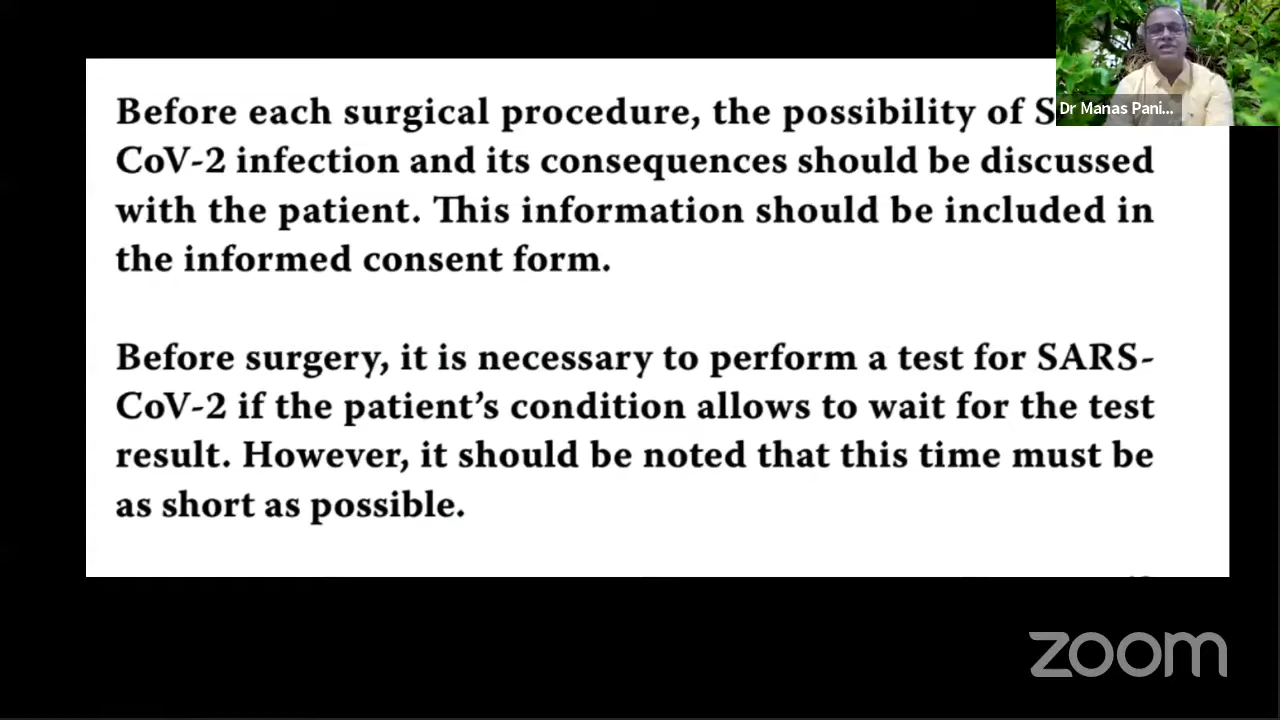 Before each surgical procedure, the possibility of
CoV-2 infection and its consequences should be discussed
with the patient. This information should be included in
the informed consent form.
Before surgery, it is necessary to perform a test for SARS-
CoV-2 if the patient’s condition allows to wait for the test
result. However, it should be noted that this time must be
as short as possible.
Dr Manas Pani...
zoom